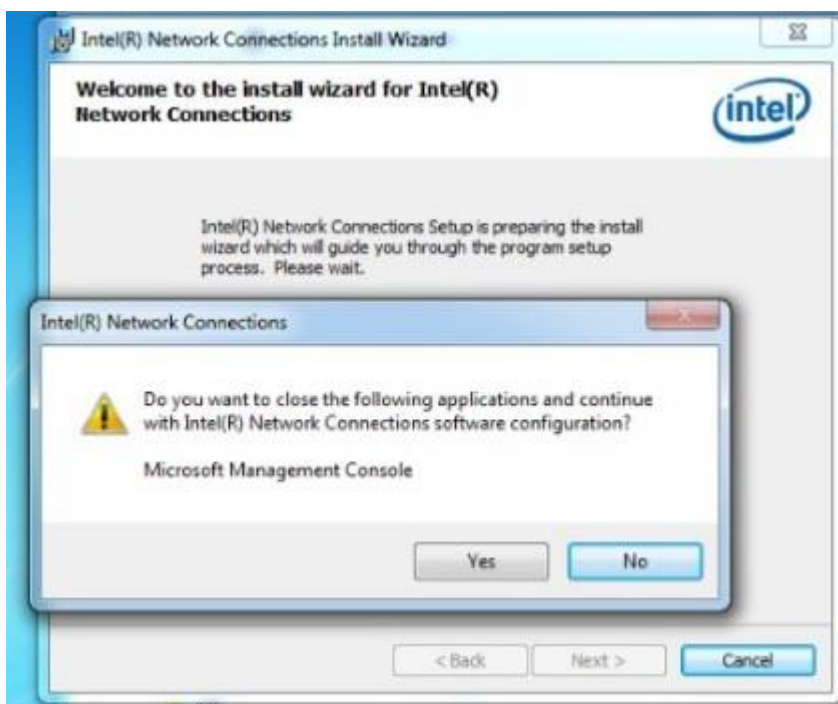 Intel(R) Network Connections Install Wizard
Welcome to the install wizard for Intel(R)
Network Connections
intel
Intel(R) Network Connections Setup is preparing the install
wizard which will guide you through the program setup
process. Please wait.
Intel(R) Network Connections
Do you want to close the following applications and continue
with Intel(R) Network Connections software configuration?
Microsoft Management Console
Yes No
< Back Next > Cancel